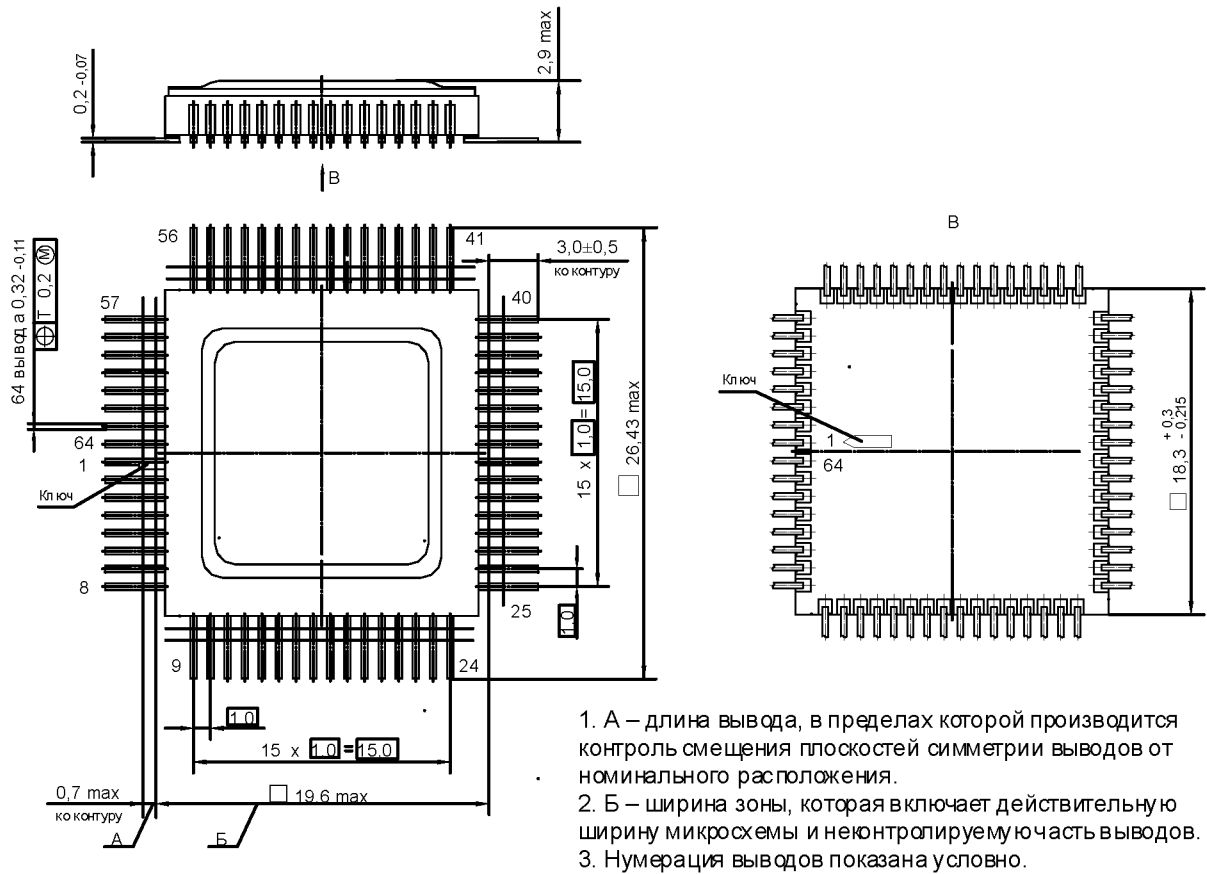 2,9 max
0,2 -0,07
В
56
41
3,0±0,5
ко контуру
64 вывода 0,32 -0,11
Т 0,2 М
57
40
64
1
Ключ
8
25
15 x 1,0 = 15,0
26,43 max
1,0
9
24
1,0
15 x 1,0 = 15,0
19,6 max
0,7 max
ко контуру
А
Б
В
Ключ
1
64
18,3 + 0,3 - 0,215
1. А – длина вывода, в пределах которой производится
контроль смещения плоскостей симметрии выводов от
номинального расположения.
2. Б – ширина зоны, которая включает действительную
ширину микросхемы и неконтролируемую часть выводов.
3. Нумерация выводов показана условно.